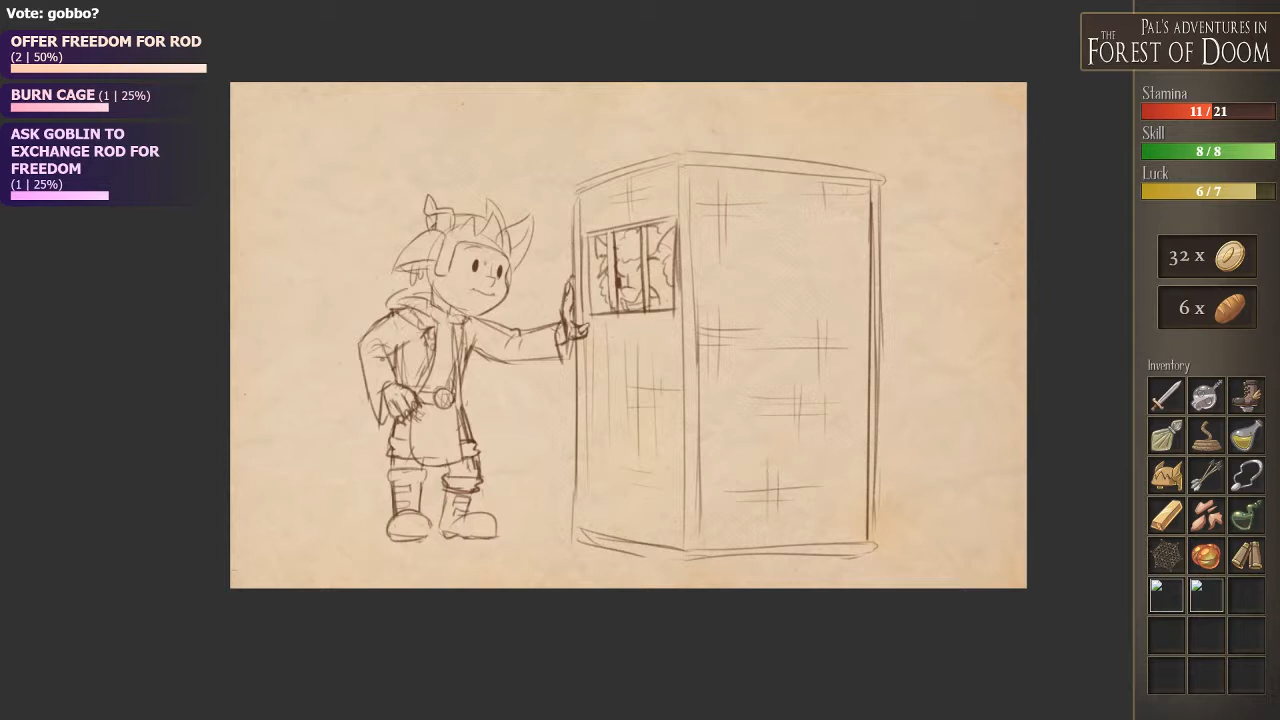 Vote: gobbo?
OFFER FREEDOM FOR ROD
(2 | 50%)
BURN CAGE (1 | 25%)
ASK GOBLIN TO
EXCHANGE ROD FOR
FREEDOM
(1 | 25%)
PAL'S ADVENTURES IN
THE FOREST OF DOOM
Stamina
11 / 21
Skill
8 / 8
Luck
6 / 7
32 x
6 x
Inventory